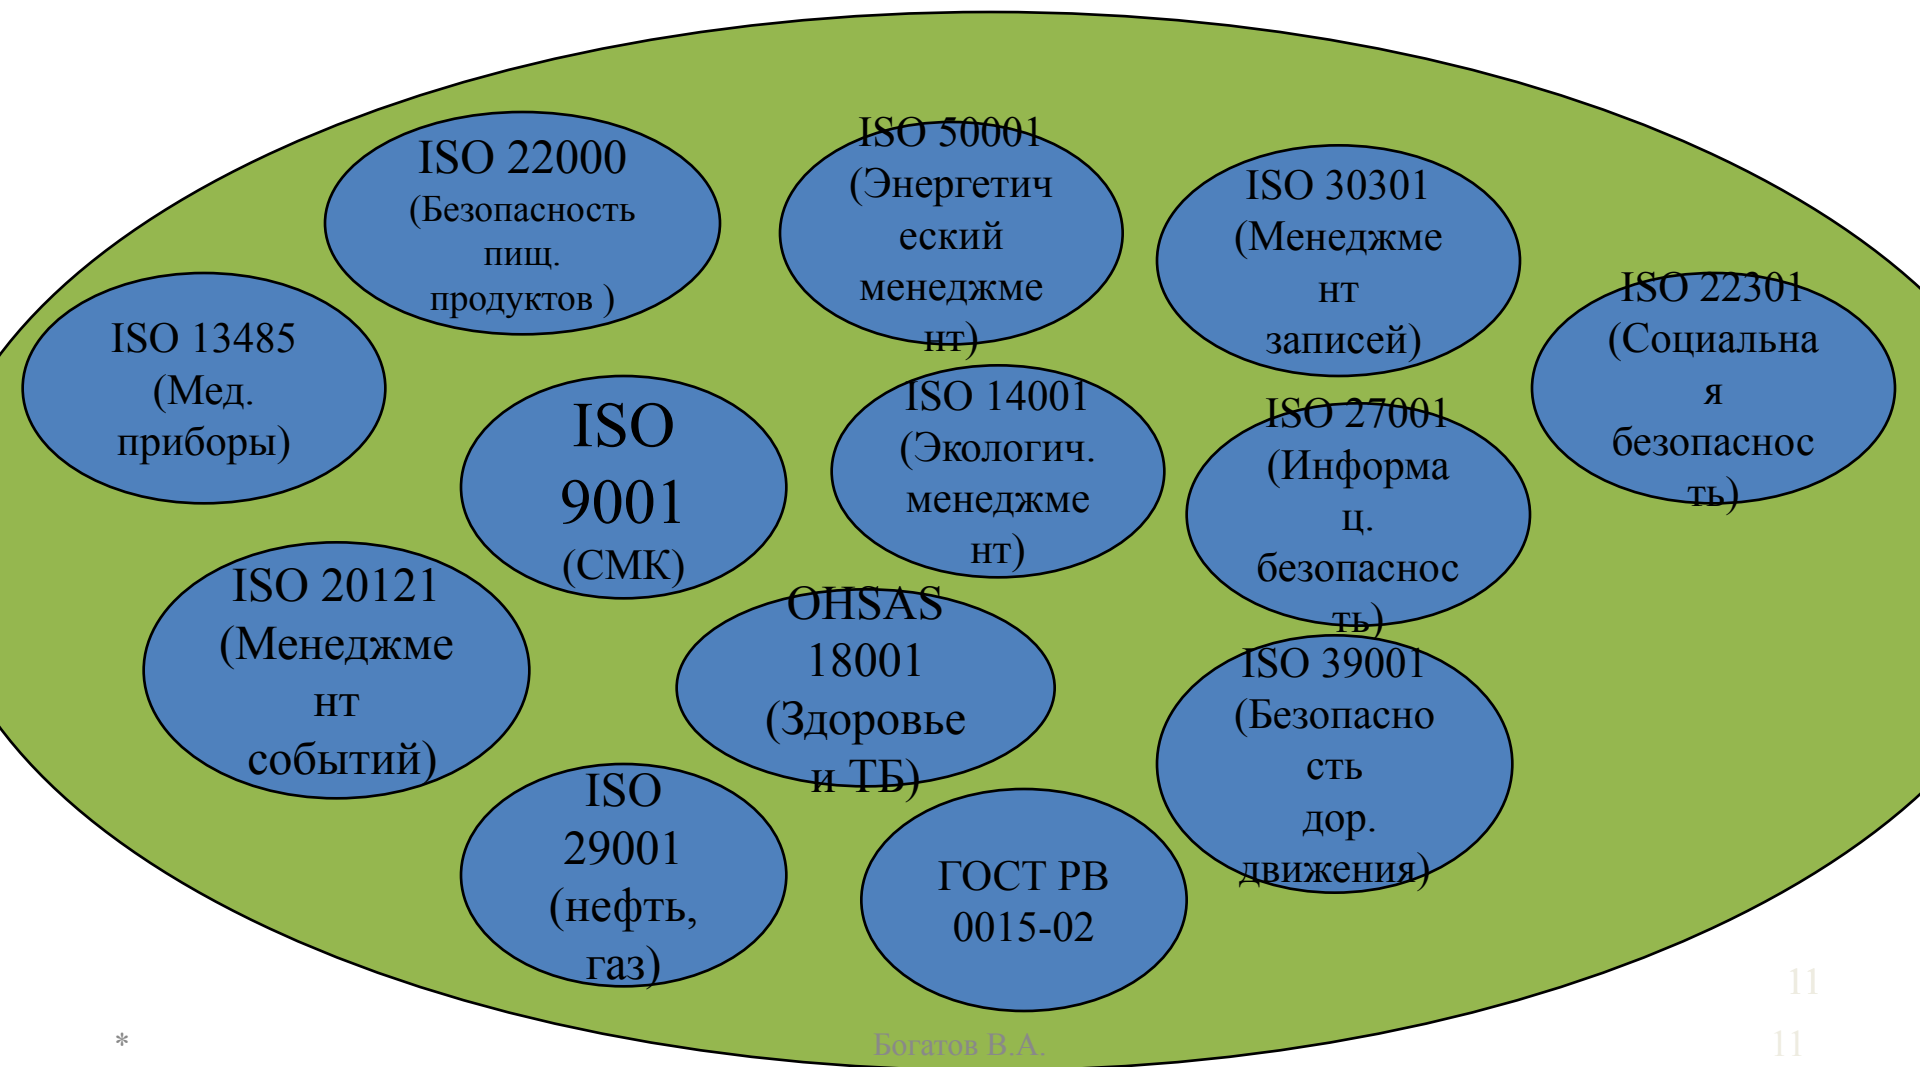 ISO 22000
(Безопасность
пищ.
продуктов )
ISO 50001
(Энергетич
еский
менеджме
нт)
ISO 30301
(Менеджме
нт
записей)
ISO 22301
(Социальна
я
безопаснос
ть)
ISO 13485
(Мед.
приборы)
ISO
9001
(СМК)
ISO 14001
(Экологич.
менеджме
нт)
ISO 27001
(Информа
ц.
безопаснос
ть)
ISO 20121
(Менеджме
нт
событий)
OHSAS
18001
(Здоровье
и ТБ)
ISO 39001
(Безопасно
сть
дор.
движения)
ISO
29001
(нефть,
газ)
ГОСТ РВ
0015-02
11
*
Богатов В.А.
11